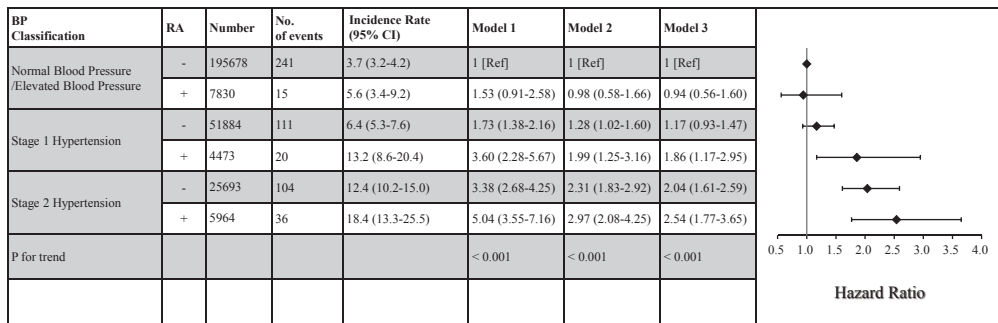 BP Classification RA Number No. of events Incidence Rate (95% CI) Model 1 Model 2 Model 3
Normal Blood Pressure /Elevated Blood Pressure - 195678 241 3.7 (3.2-4.2) 1 [Ref] 1 [Ref] 1 [Ref]
+ 7830 15 5.6 (3.4-9.2) 1.53 (0.91-2.58) 0.98 (0.58-1.66) 0.94 (0.56-1.60)
Stage 1 Hypertension - 51884 111 6.4 (5.3-7.6) 1.73 (1.38-2.16) 1.28 (1.02-1.60) 1.17 (0.93-1.47)
+ 4473 20 13.2 (8.6-20.4) 3.60 (2.28-5.67) 1.99 (1.25-3.16) 1.86 (1.17-2.95)
Stage 2 Hypertension - 25693 104 12.4 (10.2-15.0) 3.38 (2.68-4.25) 2.31 (1.83-2.92) 2.04 (1.61-2.59)
+ 5964 36 18.4 (13.3-25.5) 5.04 (3.55-7.16) 2.97 (2.08-4.25) 2.54 (1.77-3.65)
P for trend < 0.001 < 0.001 < 0.001
0.5 1.0 1.5 2.0 2.5 3.0 3.5 4.0
Hazard Ratio